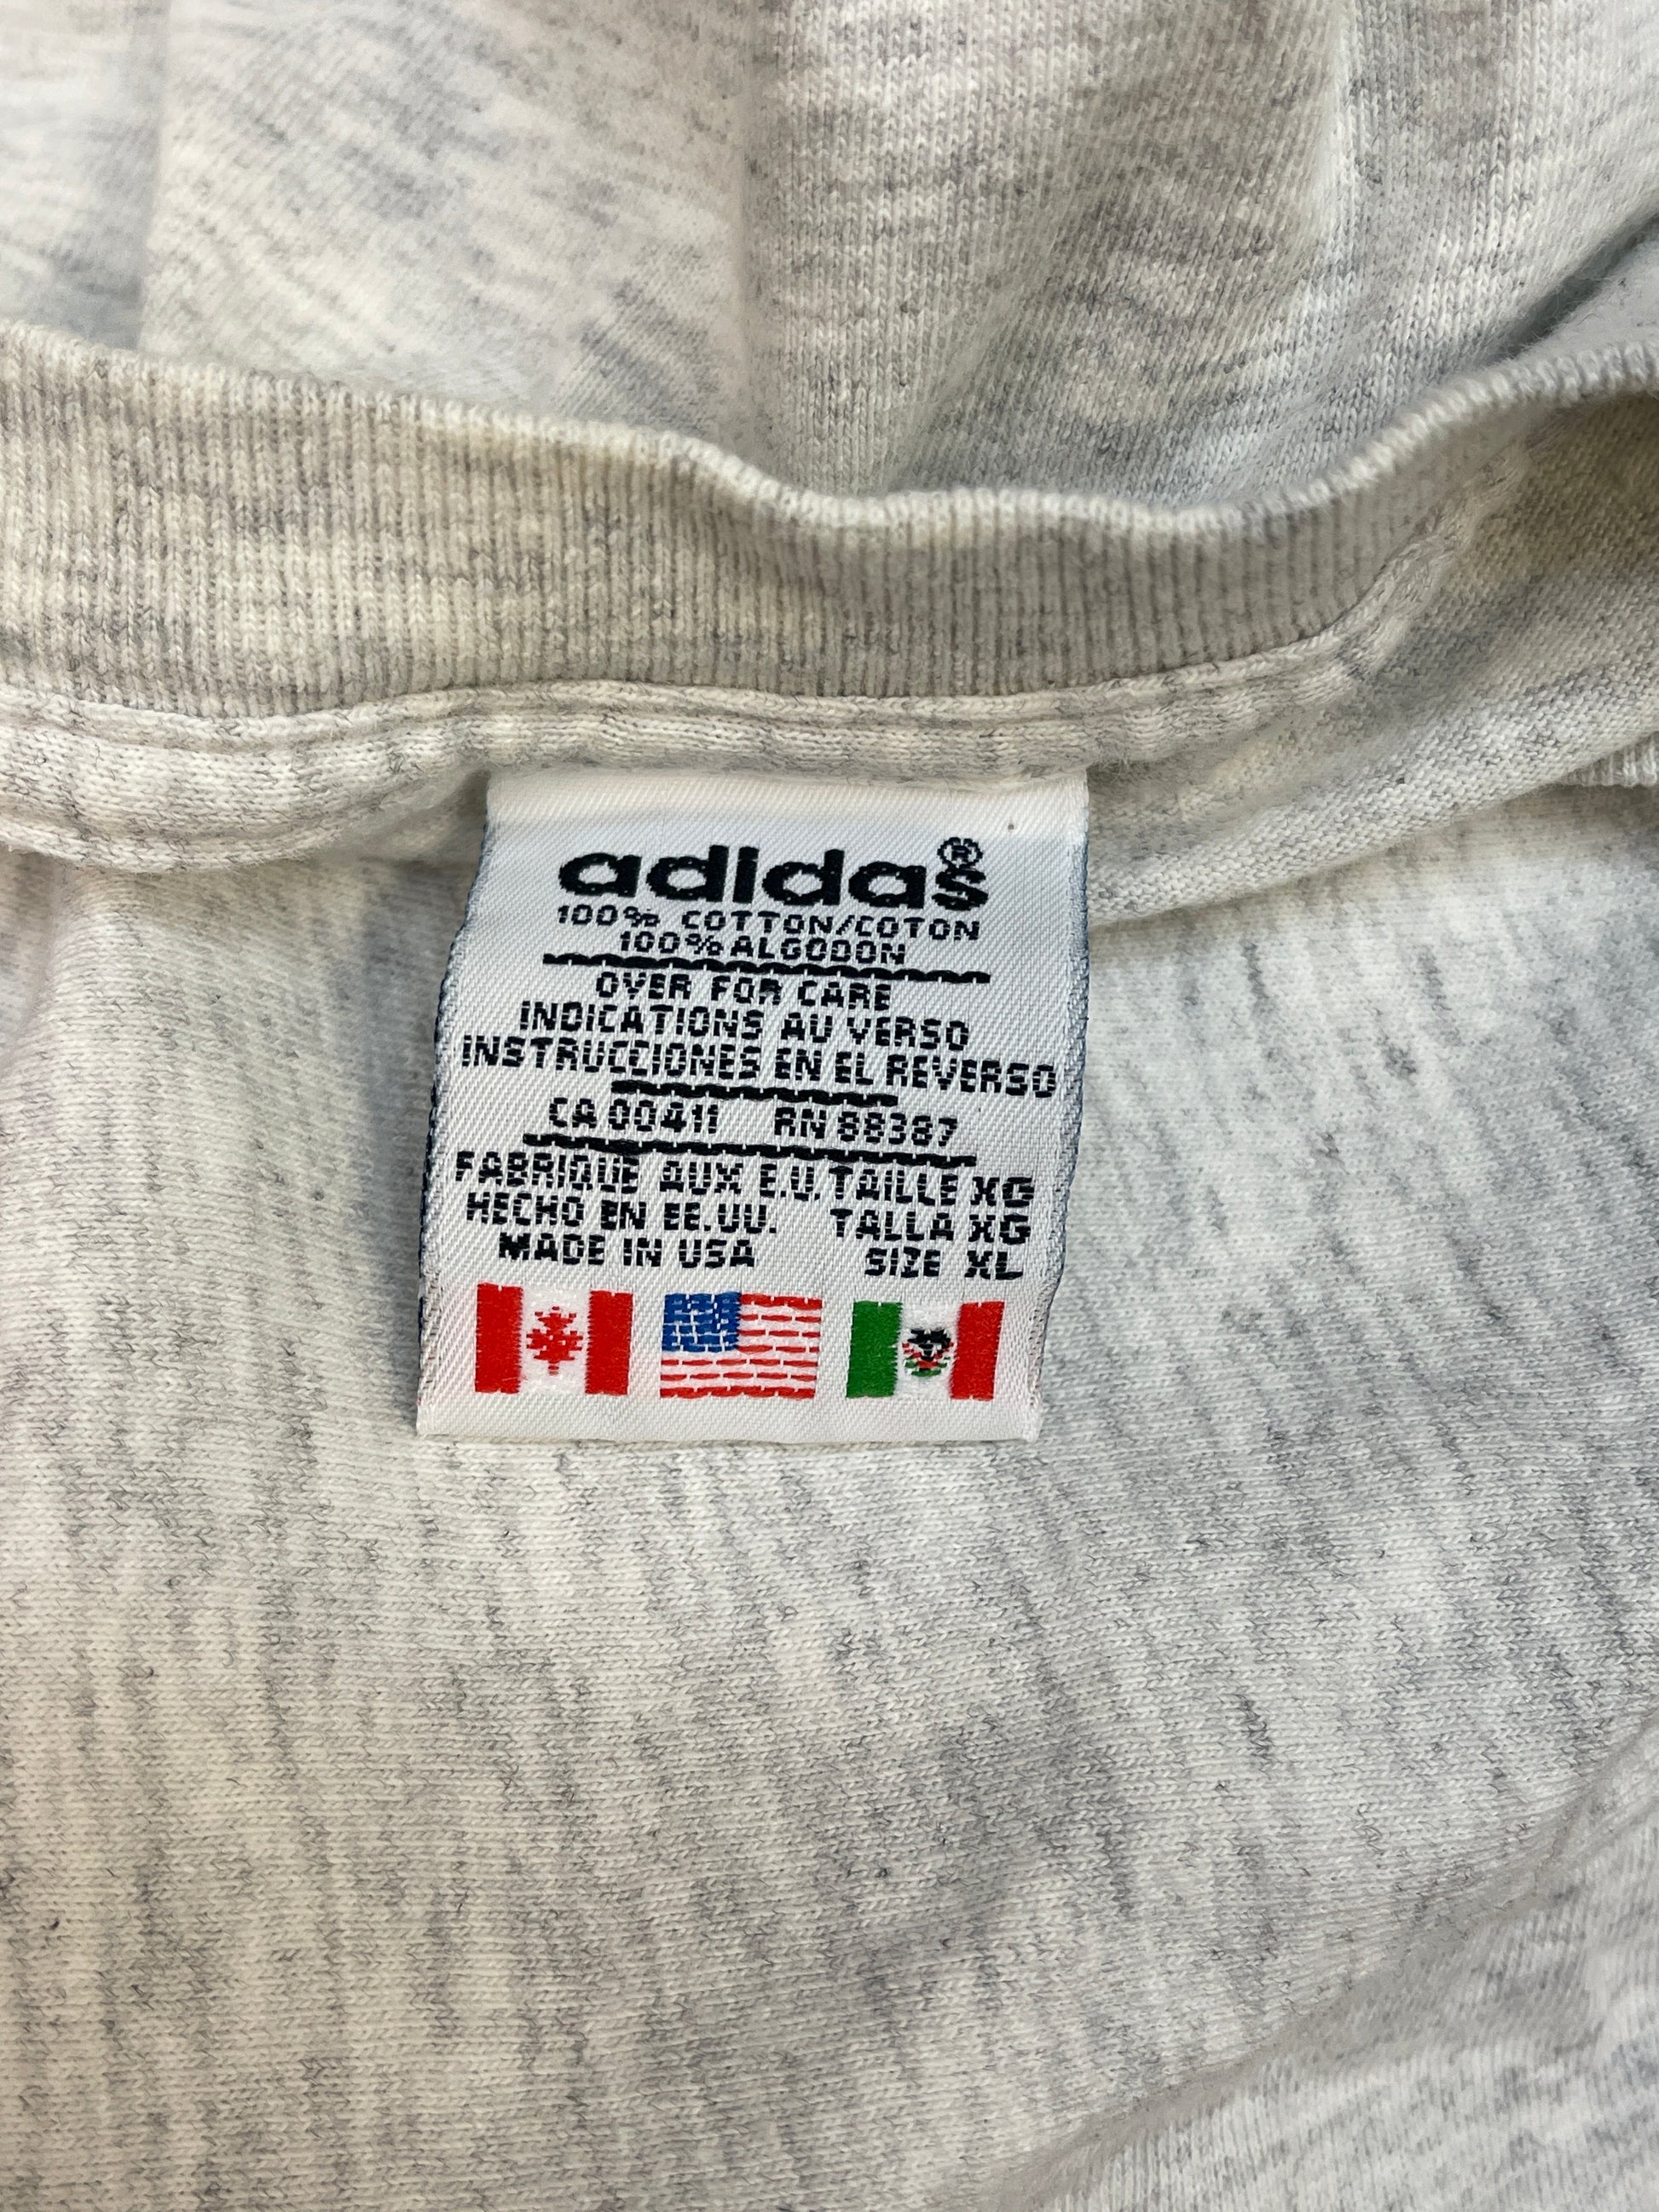 adidas®
100% COTTON/COTON
100% ALGODON
OVER FOR CARE
INDICATIONS AU VERSO
INSTRUCCIONES EN EL REVERSO
CA 00411 RN 88387
FABRIQUE AUX E.U. TAILLE XG
HECHO EN EE.UU. TALLA XG
MADE IN USA SIZE XL